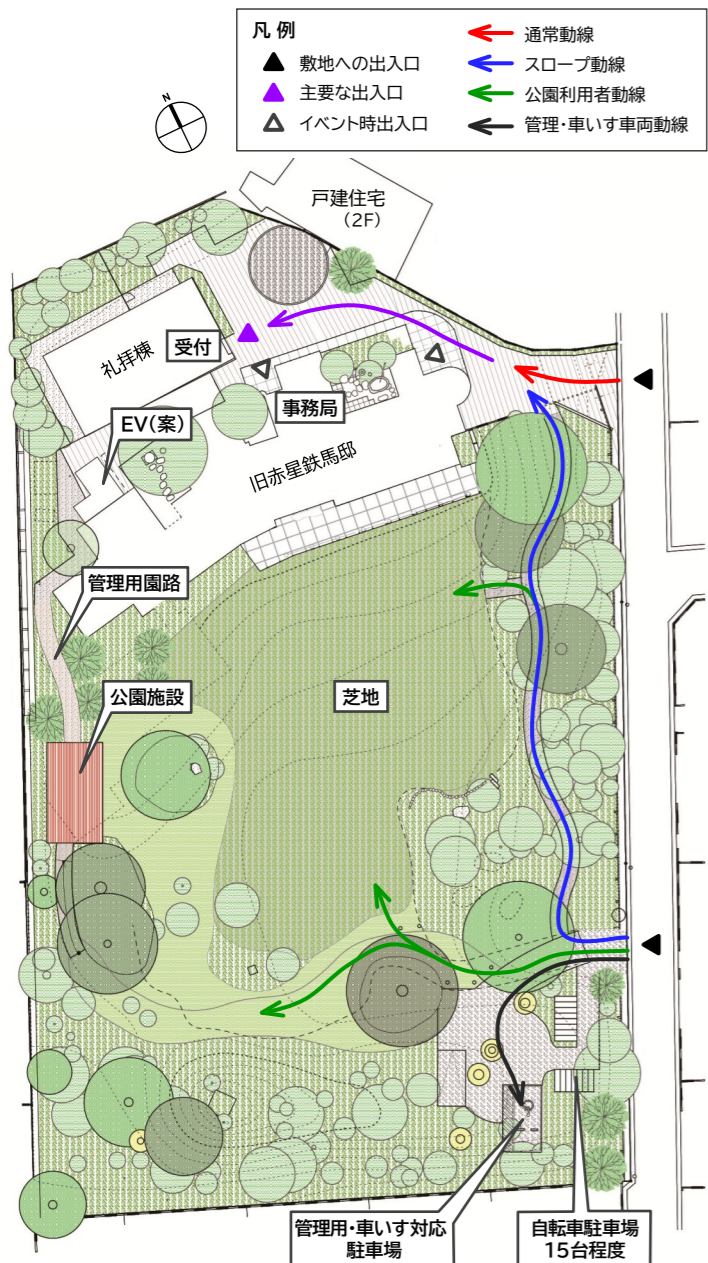 凡 例
敷地への出入口
主要な出入口
イベント時出入口
通常動線
スロープ動線
公園利用者動線
管理・車いす車両動線
N
戸建住宅
(2F)
礼拝棟
受付
事務局
EV(案)
旧赤星鉄馬邸
管理用園路
公園施設
芝地
管理用・車いす対応
駐車場
自転車駐車場
15台程度